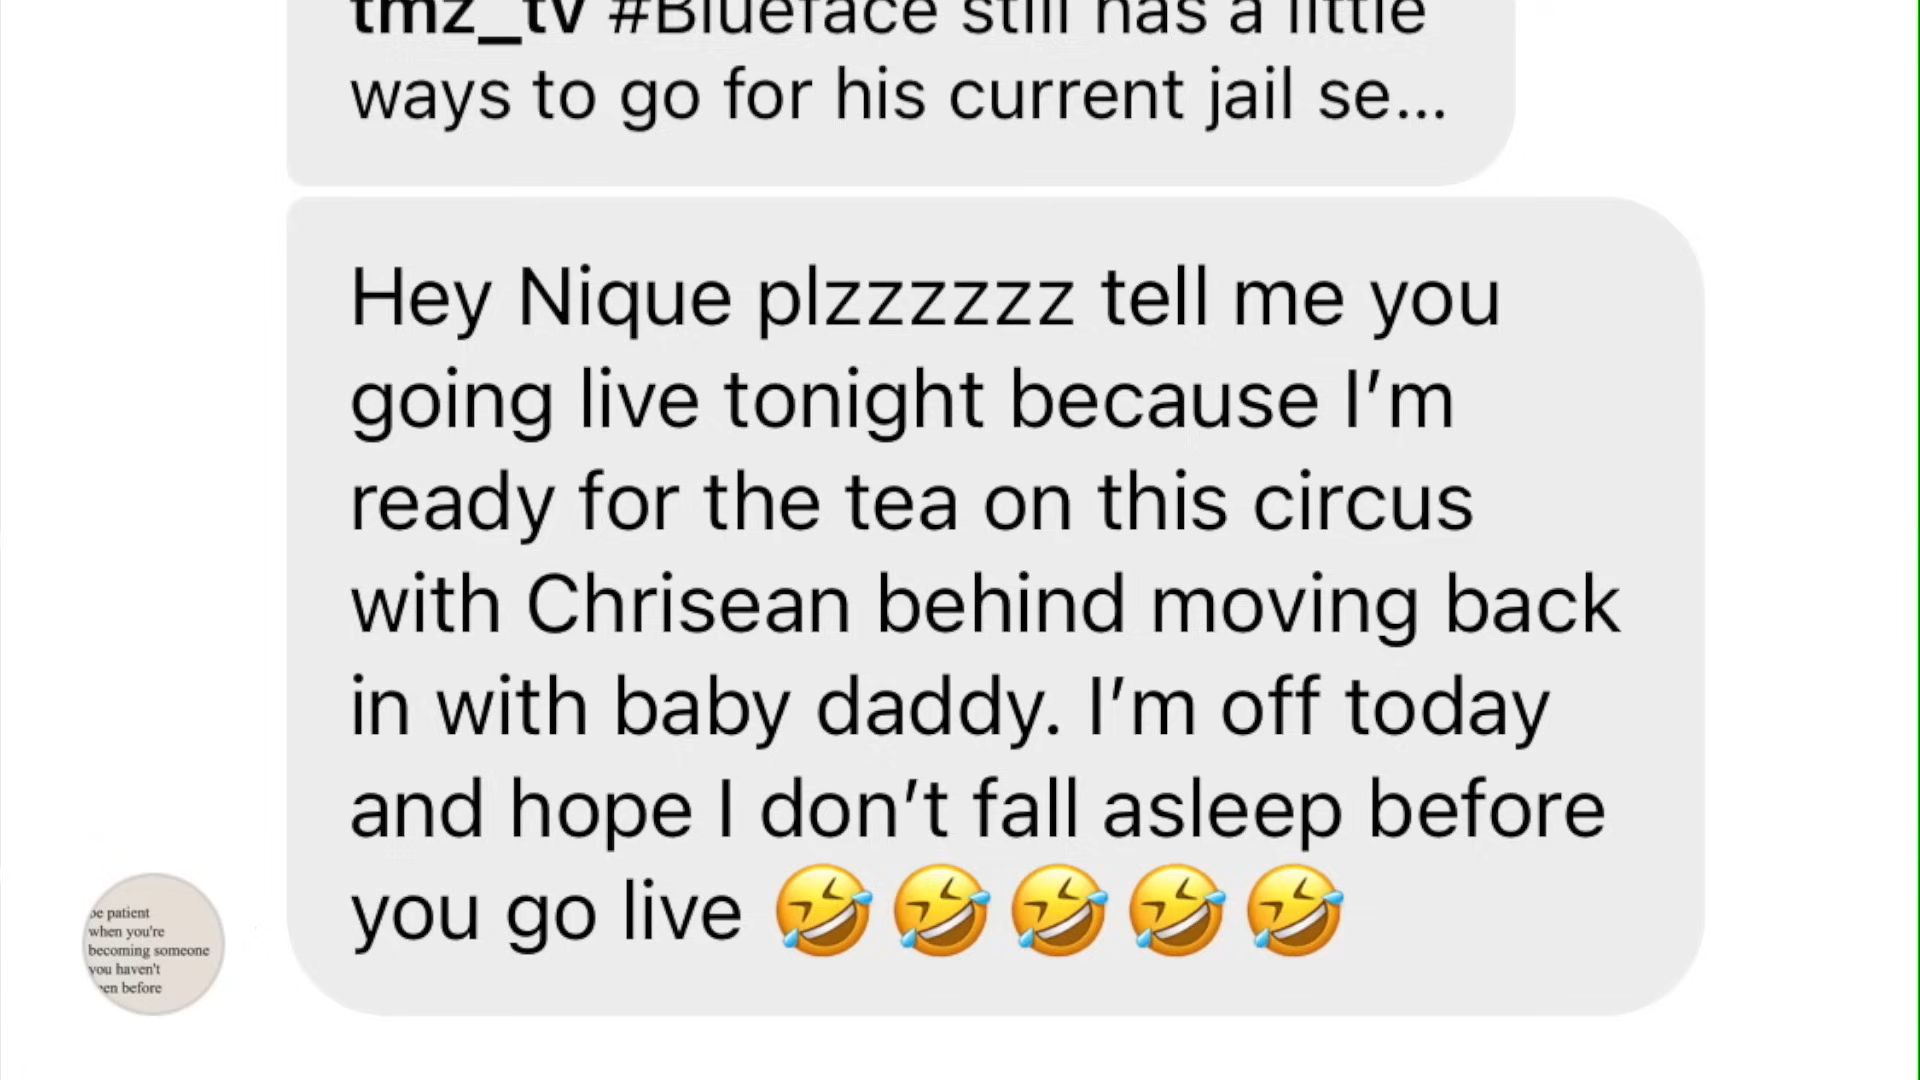 tmz_tv #Blueface still has a little
ways to go for his current jail se...
Hey Nique plzzzzzz tell me you
going live tonight because I’m
ready for the tea on this circus
with Chrisean behind moving back
in with baby daddy. I’m off today
and hope I don’t fall asleep before
you go live 🤣🤣🤣🤣🤣
be patient
when you're
becoming someone
you haven't
been before